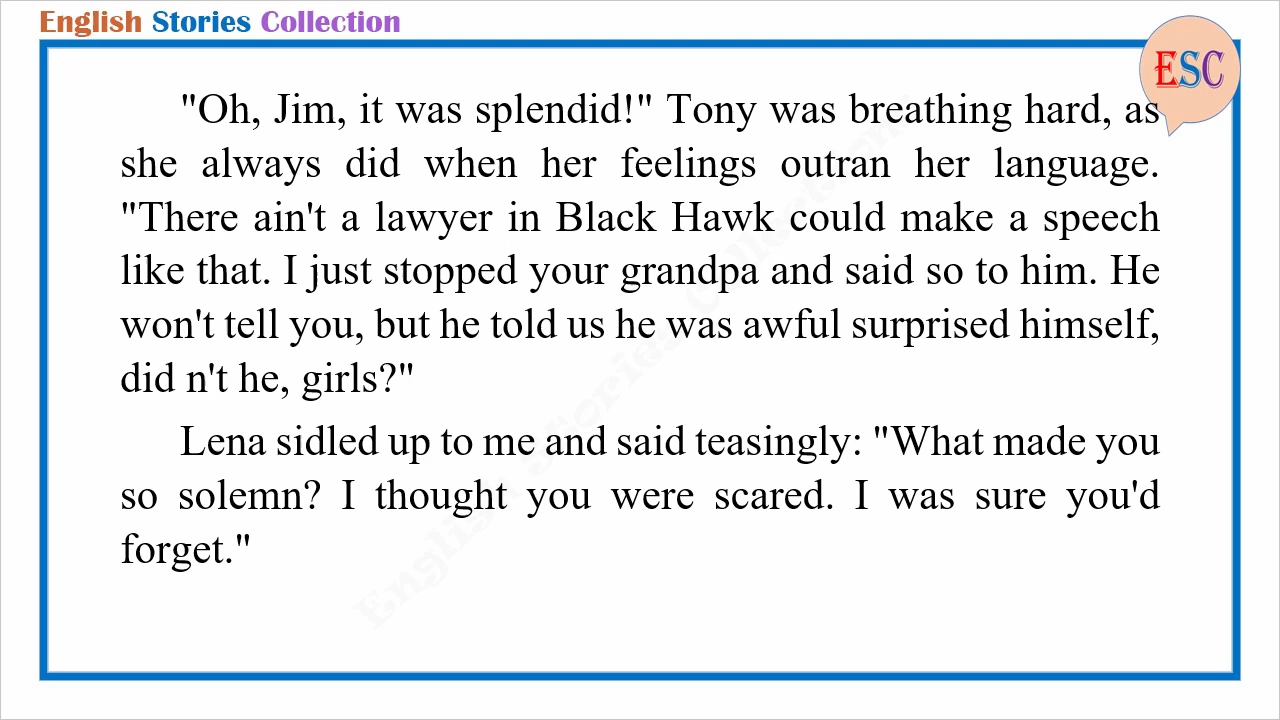 English Stories Collection
ESC
"Oh, Jim, it was splendid!" Tony was breathing hard, as
she always did when her feelings outran her language.
"There ain't a lawyer in Black Hawk could make a speech
like that. I just stopped your grandpa and said so to him. He
won't tell you, but he told us he was awful surprised himself,
did n't he, girls?"
Lena sidled up to me and said teasingly: "What made you
so solemn? I thought you were scared. I was sure you'd
forget."
English Stories Collection